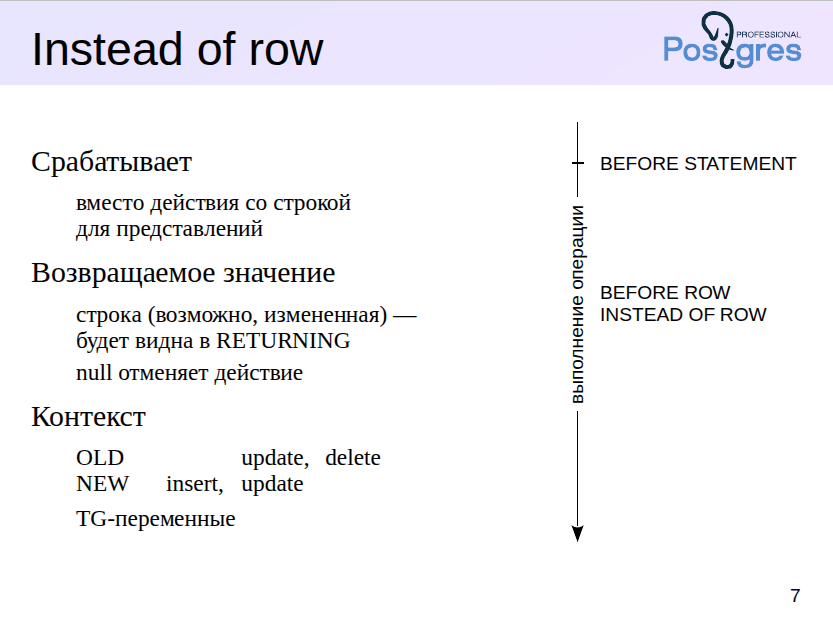 Instead of row
PROFESSIONAL
Postgres
Срабатывает
вместо действия со строкой
для представлений
Возвращаемое значение
строка (возможно, измененная) —
будет видна в RETURNING
null отменяет действие
Контекст
OLD update, delete
NEW insert, update
TG-переменные
BEFORE STATEMENT
выполнение операции
BEFORE ROW
INSTEAD OF ROW
7